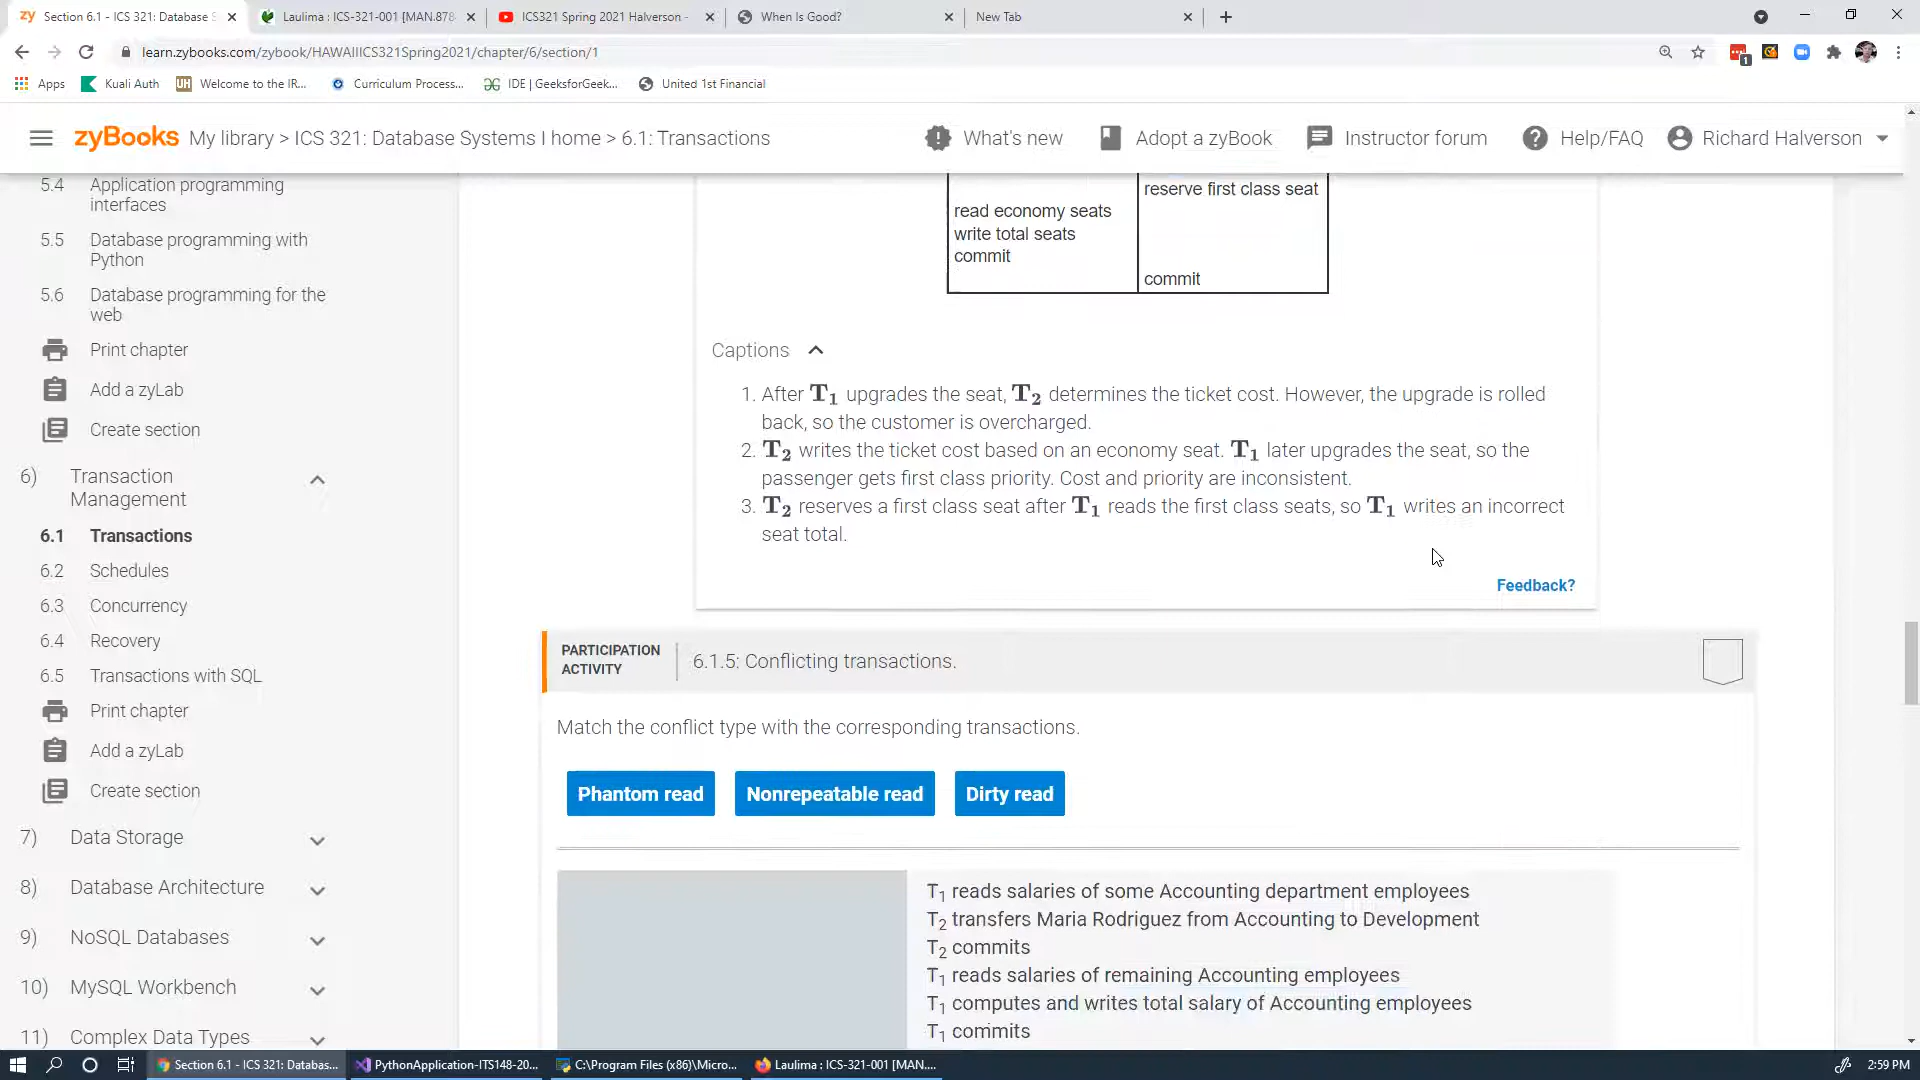 Section 6.1 - ICS 321: Database S
Laulima : ICS-321-001 [MAN.878
ICS321 Spring 2021 Halverson -
When Is Good?
New Tab
learn.zybooks.com/zybook/HAWAIIICS321Spring2021/chapter/6/section/1
1
Apps
Kuali Auth
UH Welcome to the IR...
Curriculum Process...
IDE | GeeksforGeek...
United 1st Financial
zyBooks My library > ICS 321: Database Systems I home > 6.1: Transactions
What's new
Adopt a zyBook
Instructor forum
Help/FAQ
Richard Halverson
5.4 Application programming
interfaces
5.5 Database programming with
Python
5.6 Database programming for the
web
Print chapter
Add a zyLab
Create section
6) Transaction
Management
6.1 Transactions
6.2 Schedules
6.3 Concurrency
6.4 Recovery
6.5 Transactions with SQL
Print chapter
Add a zyLab
Create section
7) Data Storage
8) Database Architecture
9) NoSQL Databases
10) MySQL Workbench
11) Complex Data Types
reserve first class seat
read economy seats
write total seats
commit
commit
Captions
1. After T1 upgrades the seat, T2 determines the ticket cost. However, the upgrade is rolled
back, so the customer is overcharged.
2. T2 writes the ticket cost based on an economy seat. T1 later upgrades the seat, so the
passenger gets first class priority. Cost and priority are inconsistent.
3. T2 reserves a first class seat after T1 reads the first class seats, so T1 writes an incorrect
seat total.
Feedback?
PARTICIPATION
ACTIVITY
6.1.5: Conflicting transactions.
Match the conflict type with the corresponding transactions.
Phantom read
Nonrepeatable read
Dirty read
T1 reads salaries of some Accounting department employees
T2 transfers Maria Rodriguez from Accounting to Development
T2 commits
T1 reads salaries of remaining Accounting employees
T1 computes and writes total salary of Accounting employees
T1 commits
Section 6.1 - ICS 321: Databas...
PythonApplication-ITS148-20...
C:\Program Files (x86)\Micro...
Laulima : ICS-321-001 [MAN....
2:59 PM